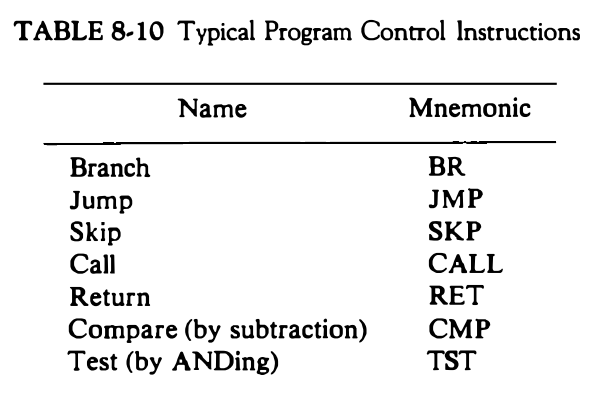 TABLE 8-10 Typical Program Control Instructions
Name Mnemonic
Branch BR
Jump JMP
Skip SKP
Call CALL
Return RET
Compare (by subtraction) CMP
Test (by ANDing) TST